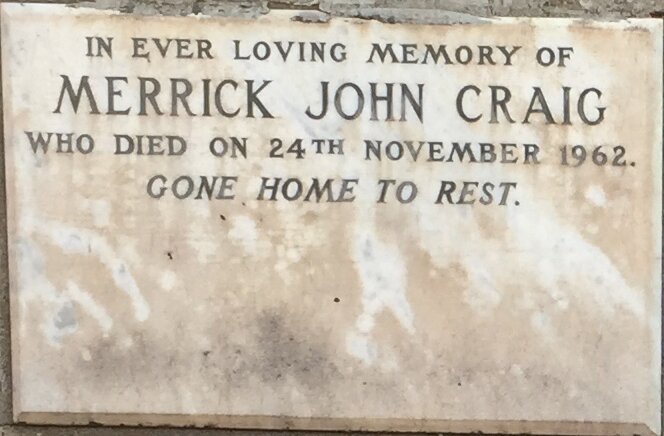 IN EVER LOVING MEMORY OF
MERRICK JOHN CRAIG
WHO DIED ON 24TH NOVEMBER 1962.
GONE HOME TO REST.